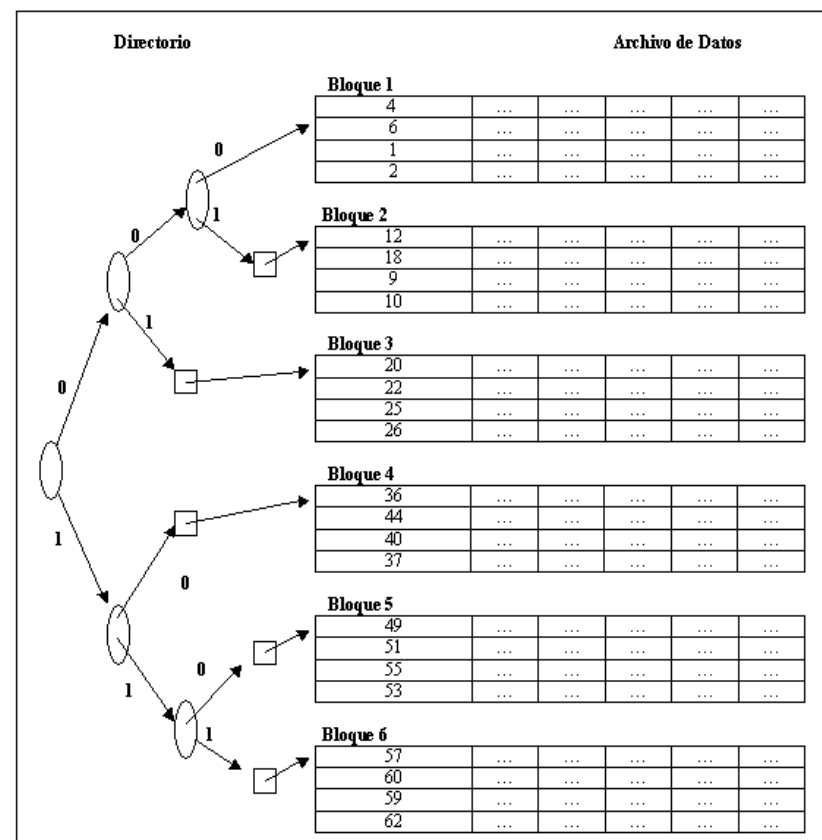 Directorio Archivo de Datos
Bloque 1
4 ... ... ... ... ...
6 ... ... ... ... ...
1 ... ... ... ... ...
2 ... ... ... ... ...
Bloque 2
12 ... ... ... ... ...
18 ... ... ... ... ...
9 ... ... ... ... ...
10 ... ... ... ... ...
Bloque 3
20 ... ... ... ... ...
22 ... ... ... ... ...
25 ... ... ... ... ...
26 ... ... ... ... ...
Bloque 4
36 ... ... ... ... ...
44 ... ... ... ... ...
40 ... ... ... ... ...
37 ... ... ... ... ...
Bloque 5
49 ... ... ... ... ...
51 ... ... ... ... ...
55 ... ... ... ... ...
53 ... ... ... ... ...
Bloque 6
57 ... ... ... ... ...
60 ... ... ... ... ...
59 ... ... ... ... ...
62 ... ... ... ... ...
0
1
0
1
0
1
0
1
0
1